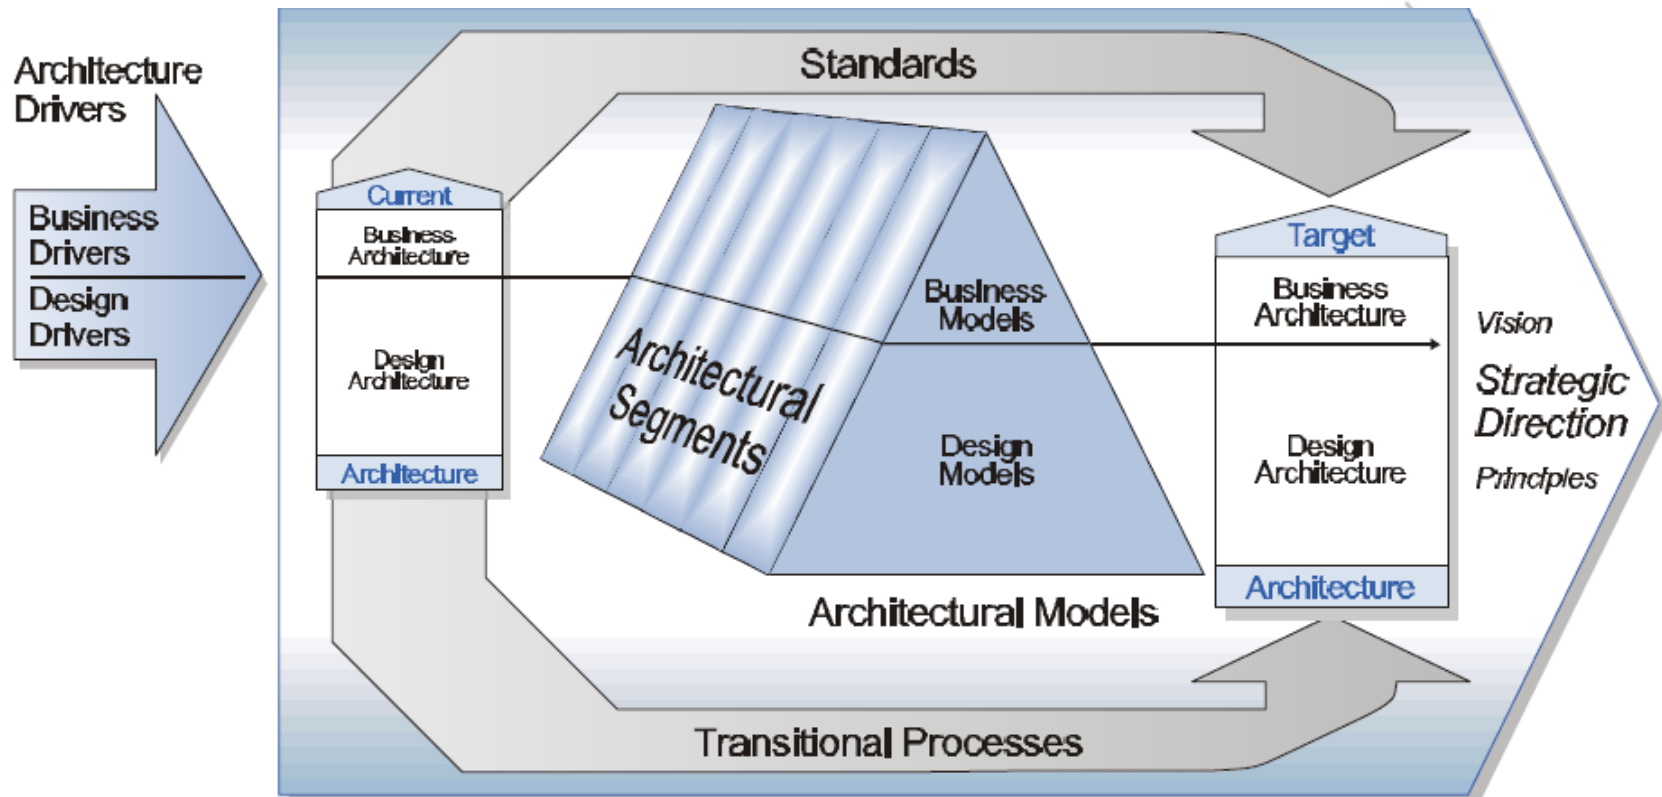 Architecture
Drivers
Business
Drivers
Design
Drivers
Standards
Current
Business
Architecture
Design
Architecture
Architecture
Architectural
Segments
Business
Models
Design
Models
Architectural Models
Target
Business
Architecture
Design
Architecture
Architecture
Vision
Strategic
Direction
Principles
Transitional Processes